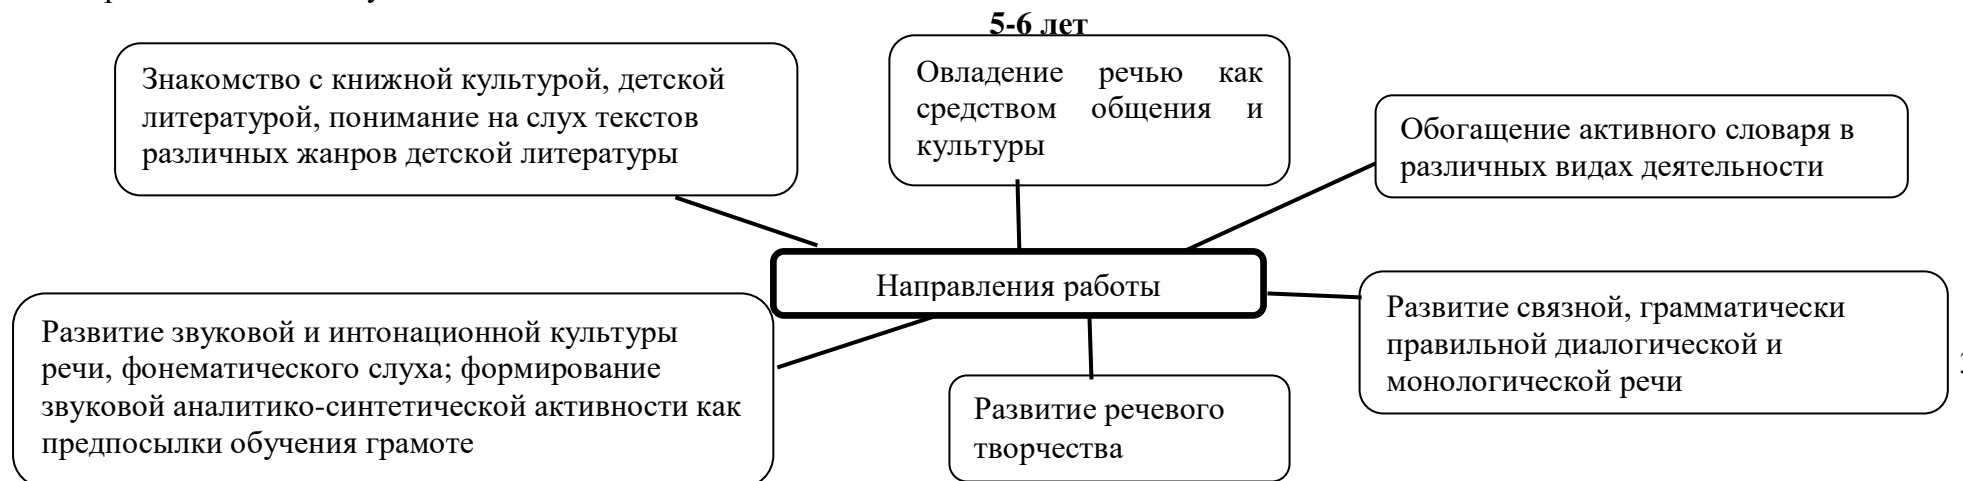 5-6 лет
Знакомство с книжной культурой, детской
литературой, понимание на слух текстов
различных жанров детской литературы
Овладение речью как
средством общения и
культуры
Обогащение активного словаря в
различных видах деятельности
Направления работы
Развитие звуковой и интонационной культуры
речи, фонематического слуха; формирование
звуковой аналитико-синтетической активности как
предпосылки обучения грамоте
Развитие речевого
творчества
Развитие связной, грамматически
правильной диалогической и
монологической речи